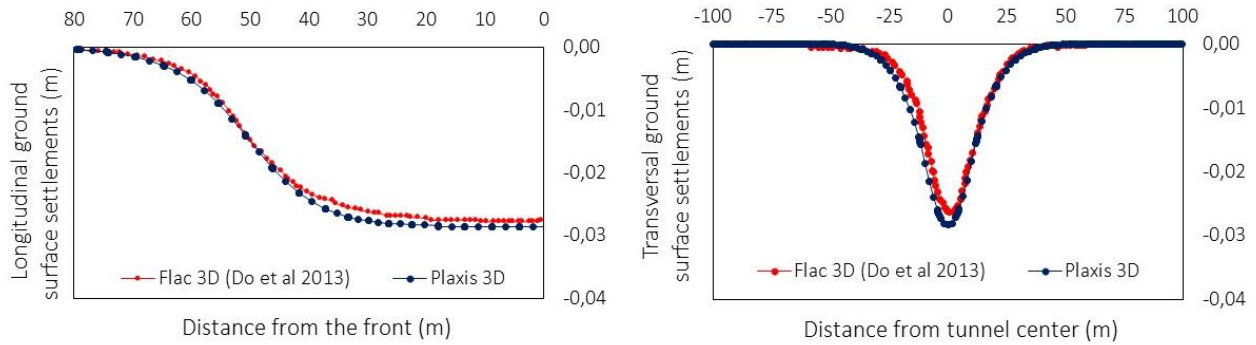 80 70 60 50 40 30 20 10 0
0,00
-0,01
-0,02
-0,03
-0,04
Longitudinal ground
surface settlements (m)
Flac 3D (Do et al 2013) Plaxis 3D
Distance from the front (m)
-100 -75 -50 -25 0 25 50 75 100
0,00
-0,01
-0,02
-0,03
-0,04
Transversal ground
surface settlements (m)
Flac 3D (Do et al 2013) Plaxis 3D
Distance from tunnel center (m)